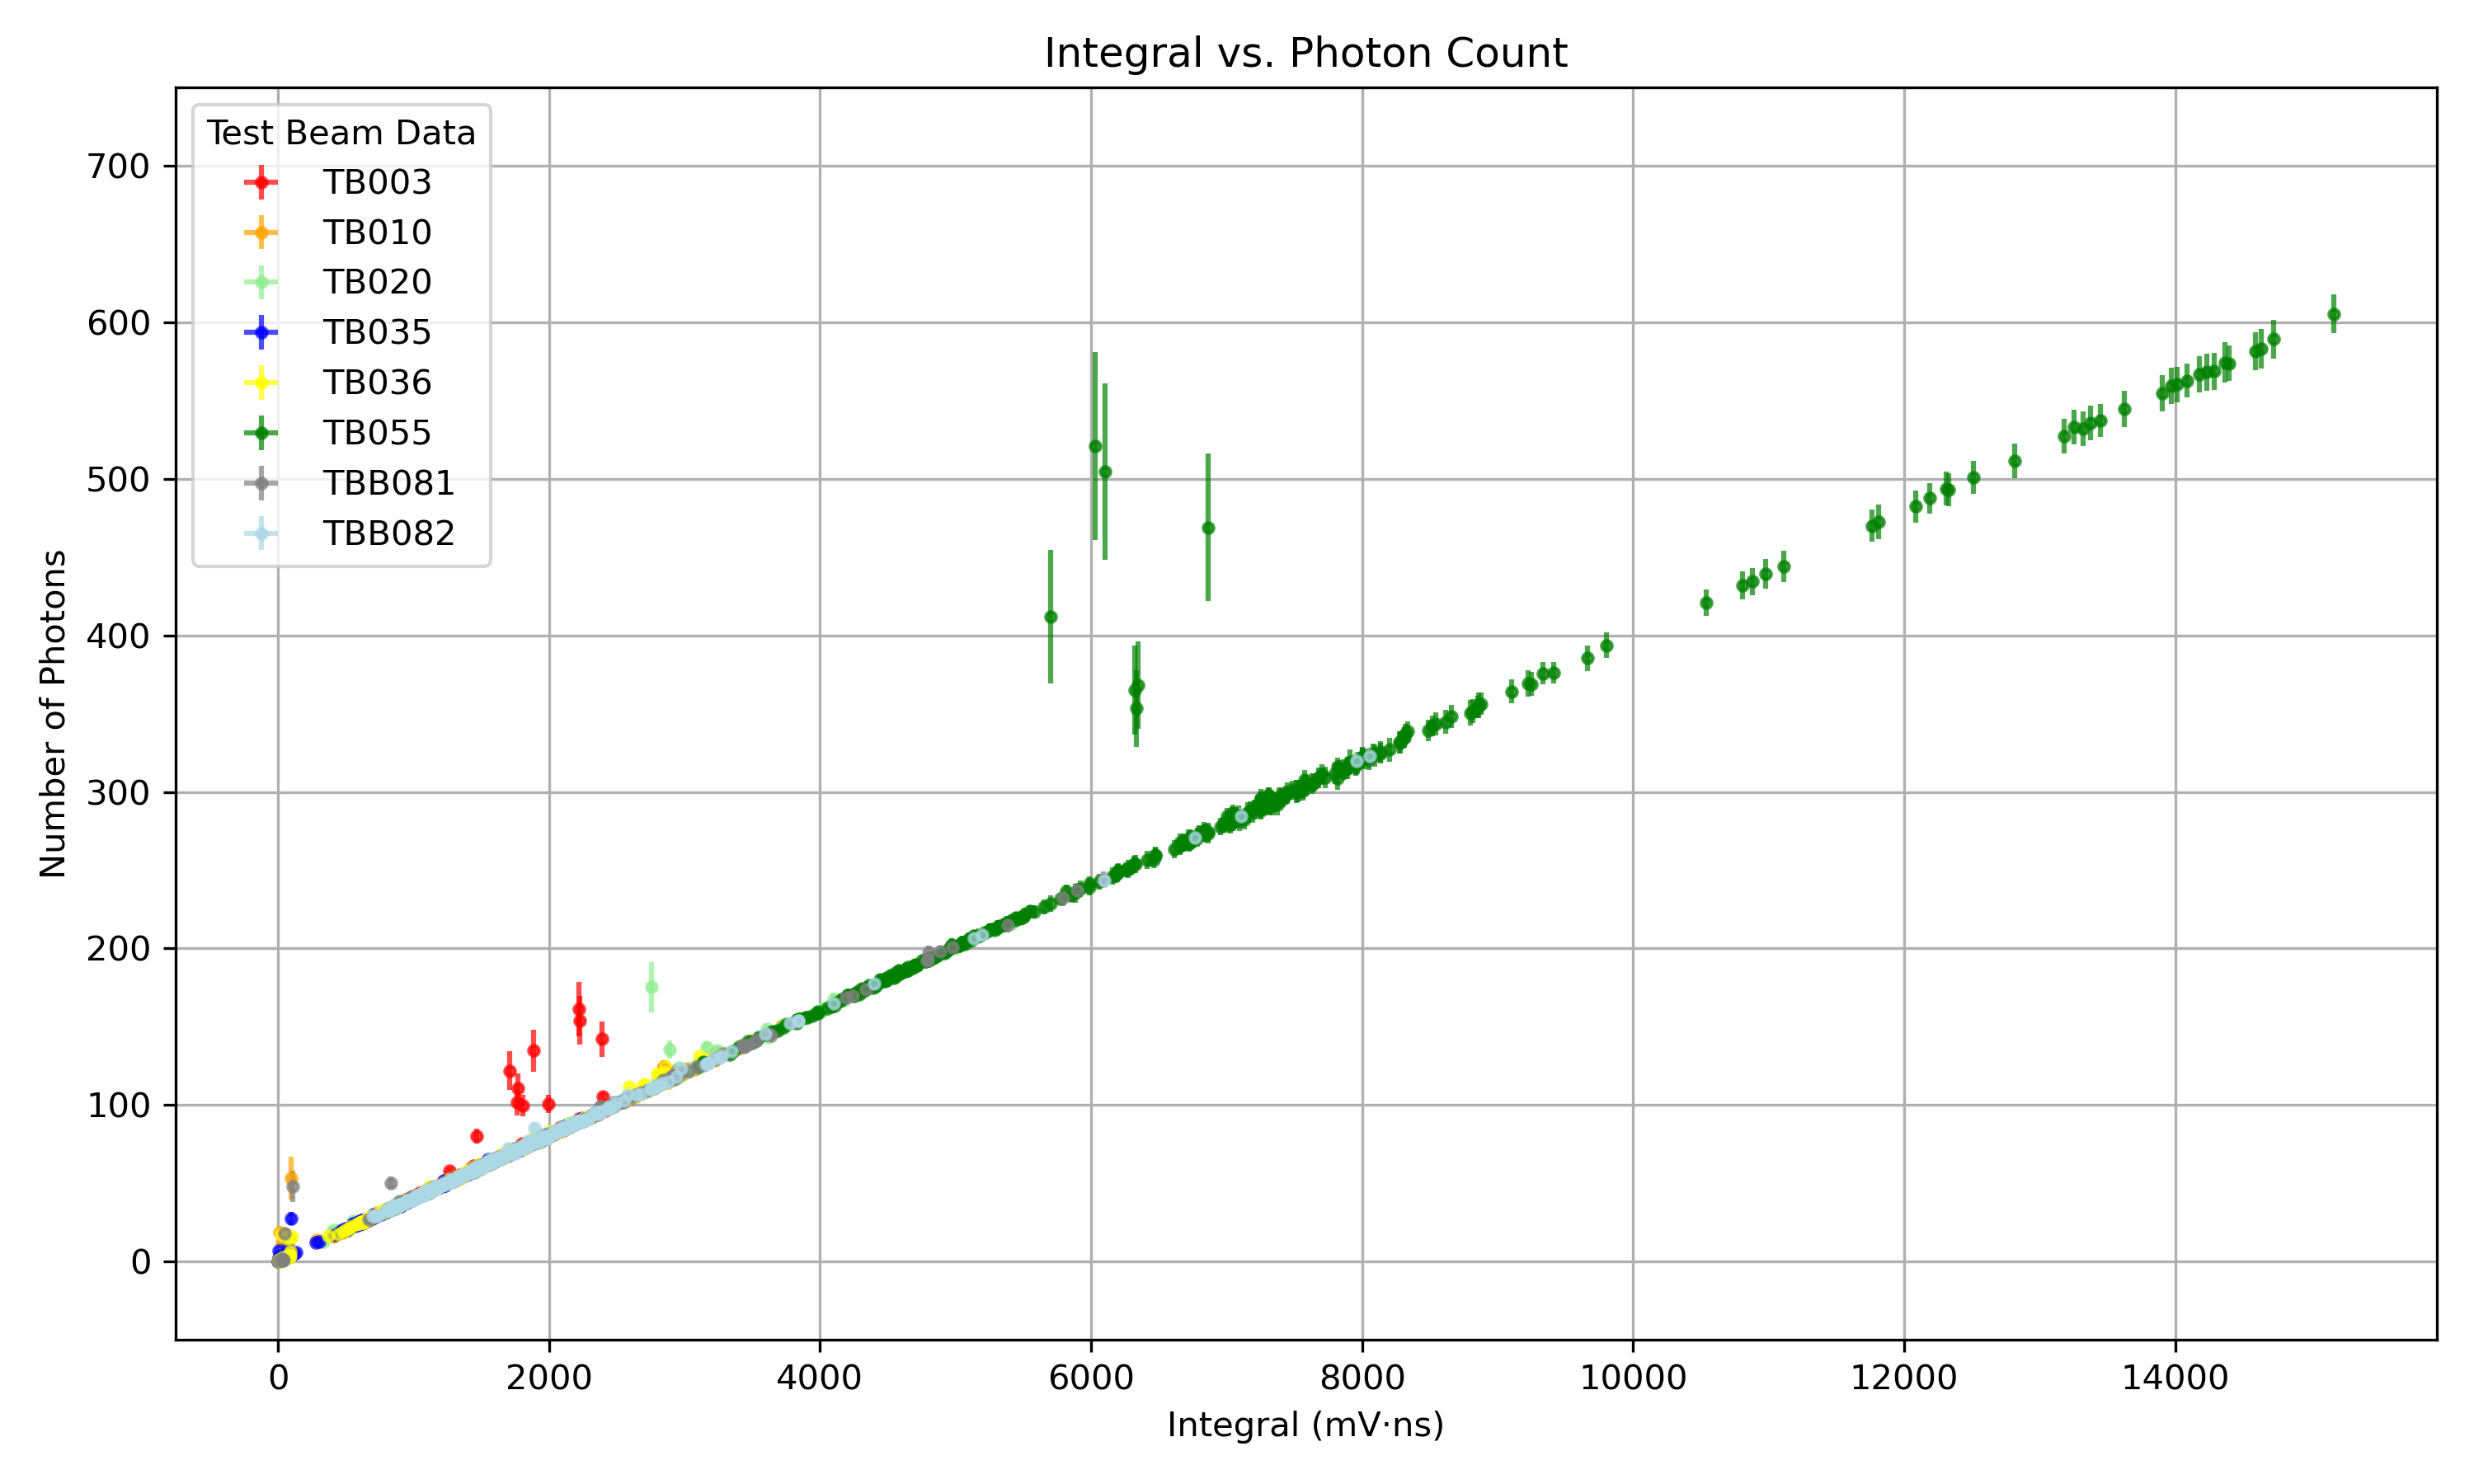 Integral vs. Photon Count
Test Beam Data
TB003
TB010
TB020
TB035
TB036
TB055
TBB081
TBB082
Number of Photons
700
600
500
400
300
200
100
0
0 2000 4000 6000 8000 10000 12000 14000
Integral (mV·ns)